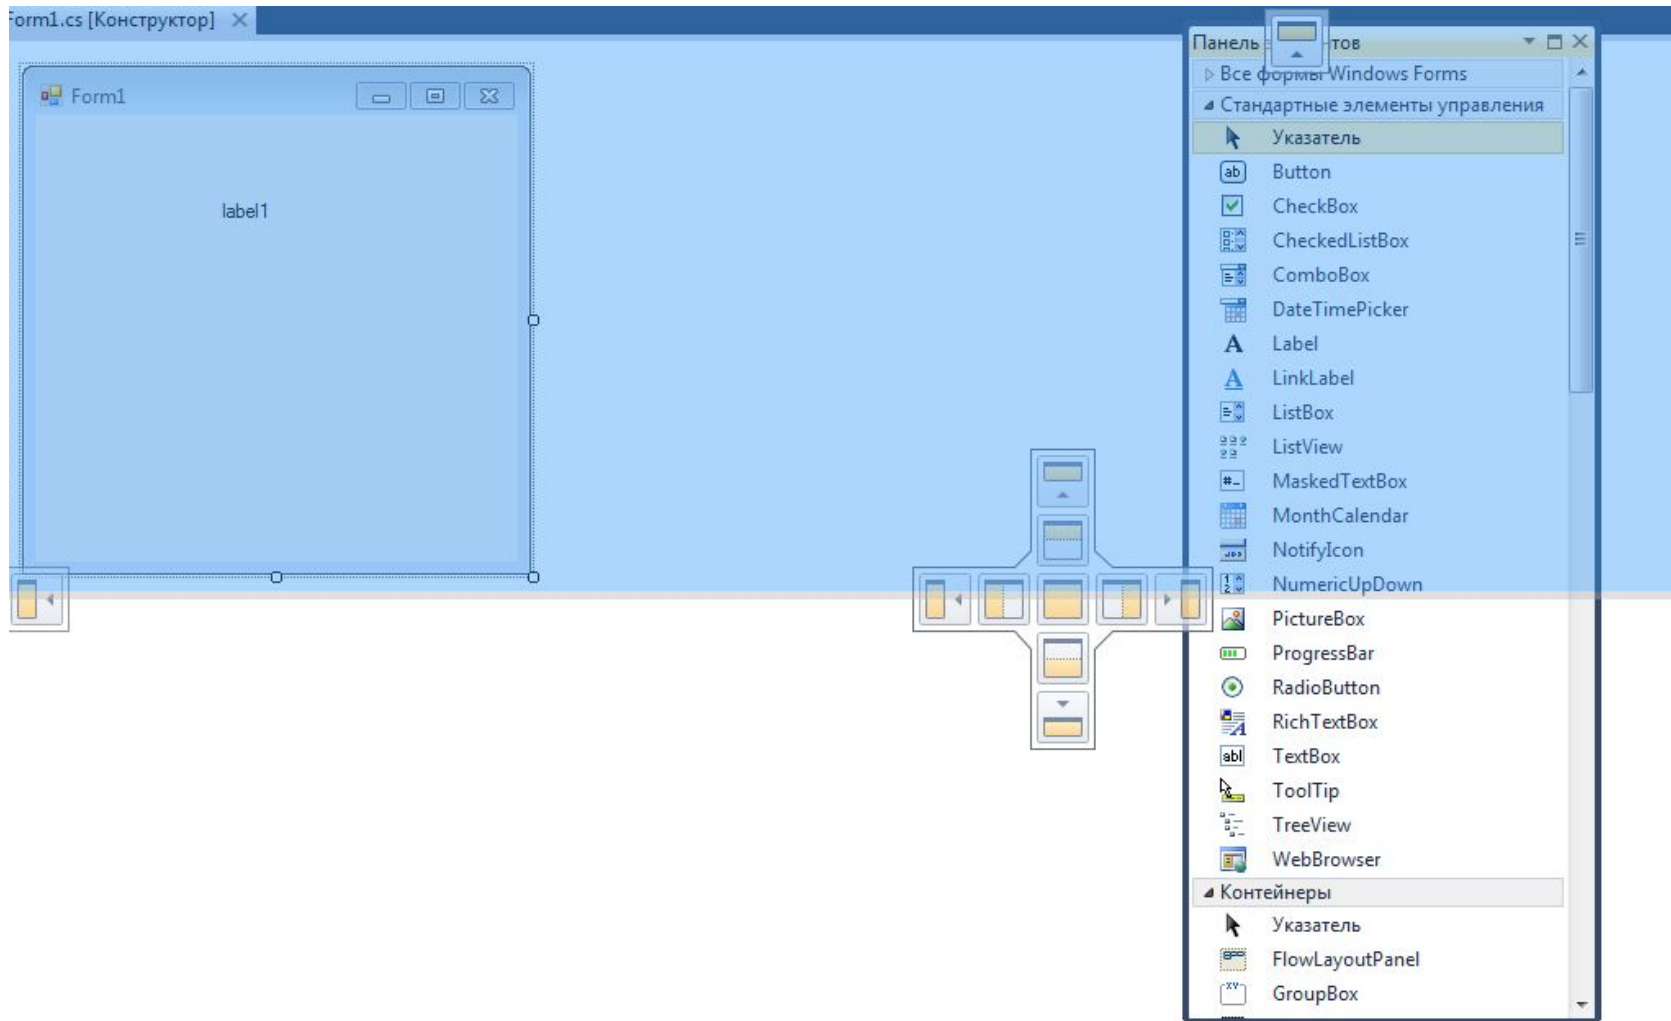 Form1.cs [Конструктор]
Form1
label1
Панель
тов
Все формы Windows Forms
Стандартные элементы управления
Указатель
Button
CheckBox
CheckedListBox
ComboBox
DateTimePicker
Label
LinkLabel
ListBox
ListView
MaskedTextBox
MonthCalendar
NotifyIcon
NumericUpDown
PictureBox
ProgressBar
RadioButton
RichTextBox
TextBox
ToolTip
TreeView
WebBrowser
Контейнеры
Указатель
FlowLayoutPanel
GroupBox